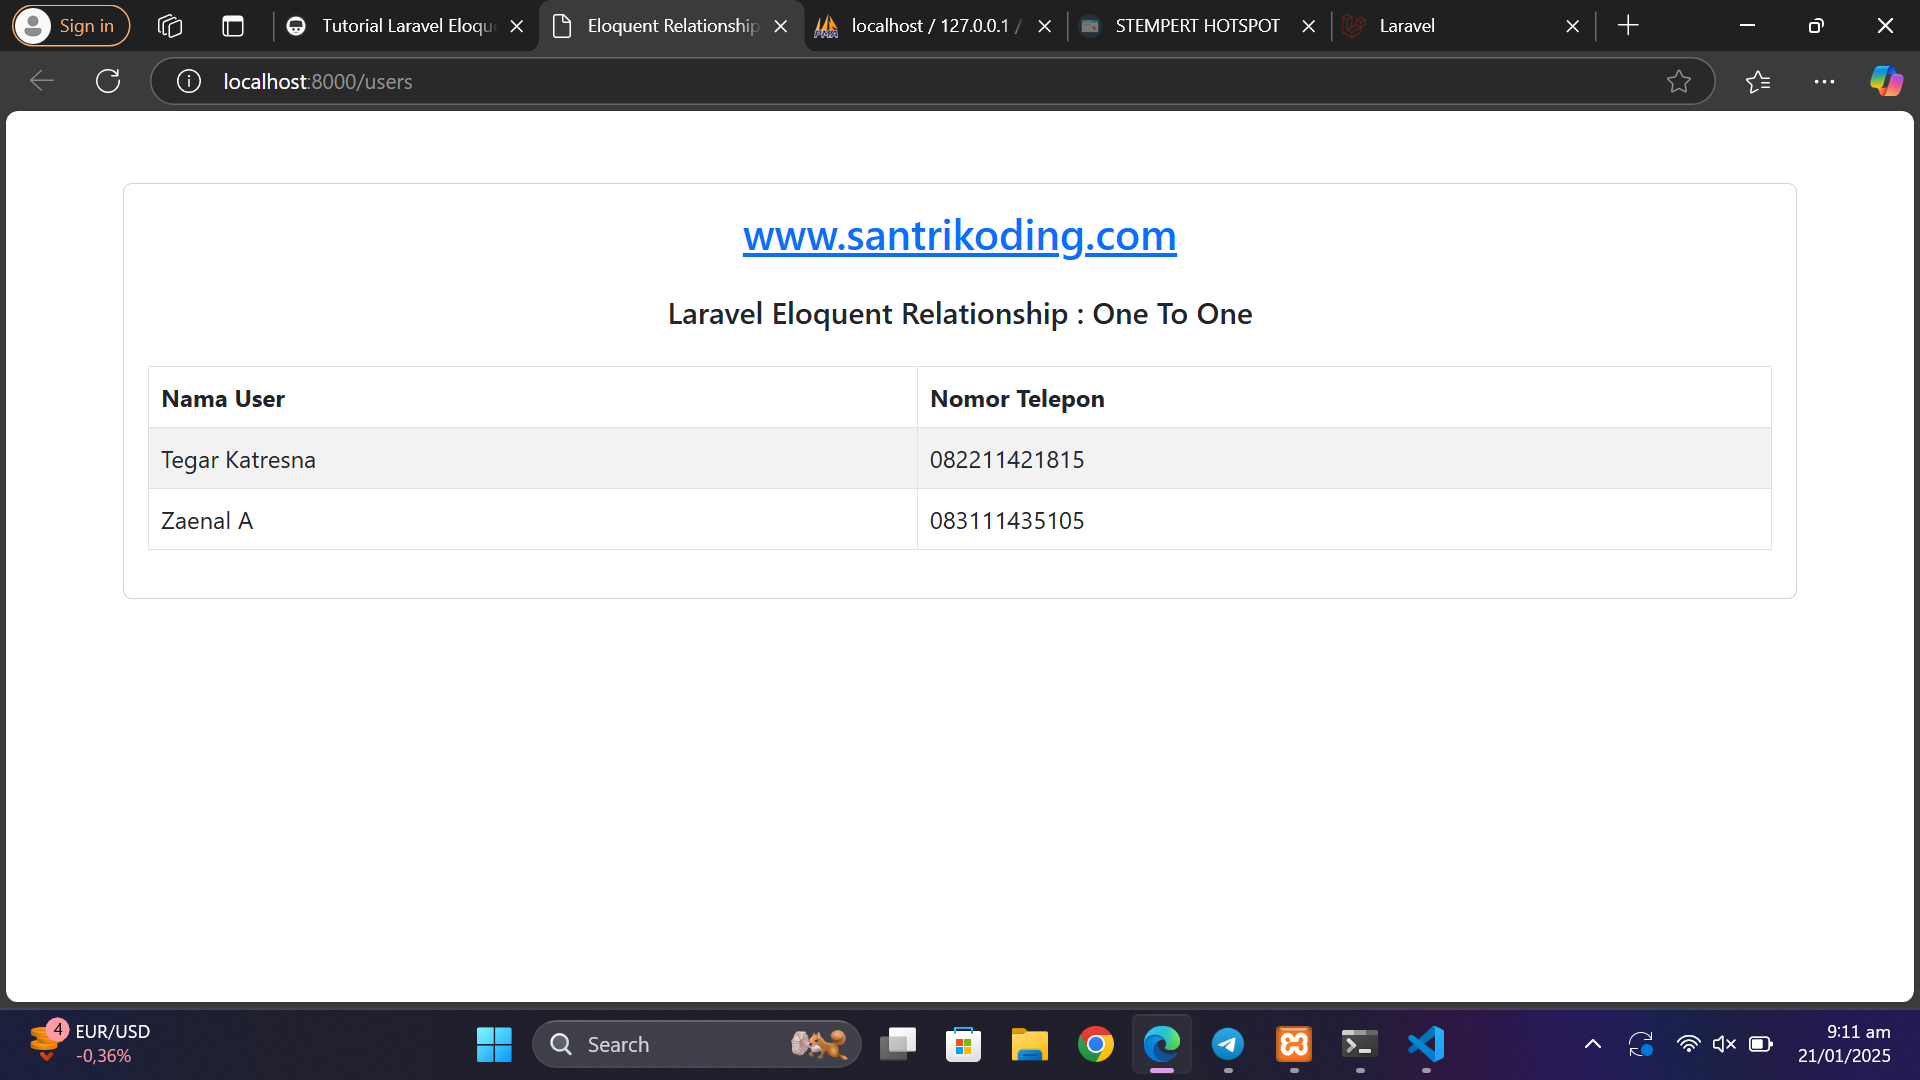 Sign in
Tutorial Laravel Eloque
Eloquent Relationship
localhost / 127.0.0.1 /
STEMPERT HOTSPOT
Laravel
localhost:8000/users
www.santrikoding.com
Laravel Eloquent Relationship : One To One
Nama User Nomor Telepon
Tegar Katresna 082211421815
Zaenal A 083111435105
4
EUR/USD
-0,36%
Search
9:11 am
21/01/2025